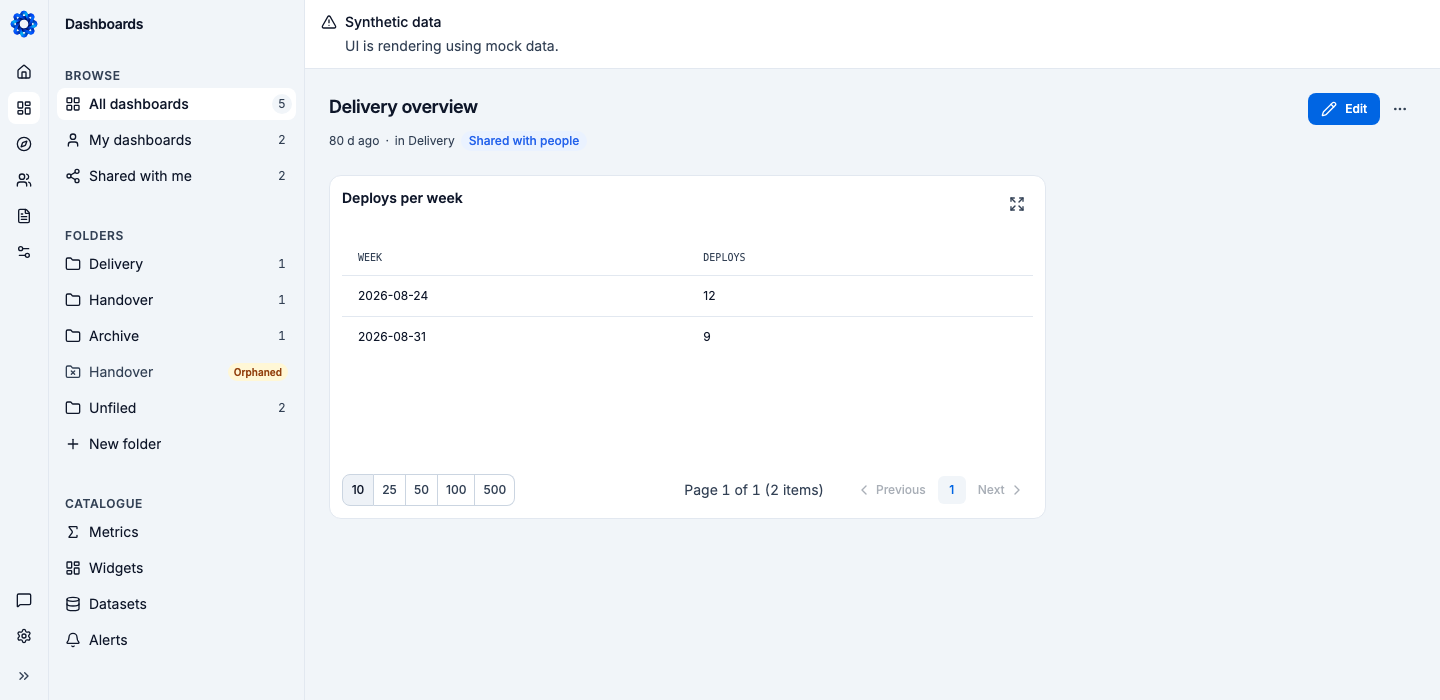 Dashboards
BROWSE
All dashboards 5
My dashboards 2
Shared with me 2
FOLDERS
Delivery 1
Handover 1
Archive 1
Handover Orphaned
Unfiled 2
New folder
CATALOGUE
Metrics
Widgets
Datasets
Alerts
Synthetic data
UI is rendering using mock data.
Delivery overview
Edit
80 d ago · in Delivery Shared with people
Deploys per week
WEEK DEPLOYS
2026-08-24 12
2026-08-31 9
10 25 50 100 500
Page 1 of 1 (2 items)
Previous 1 Next